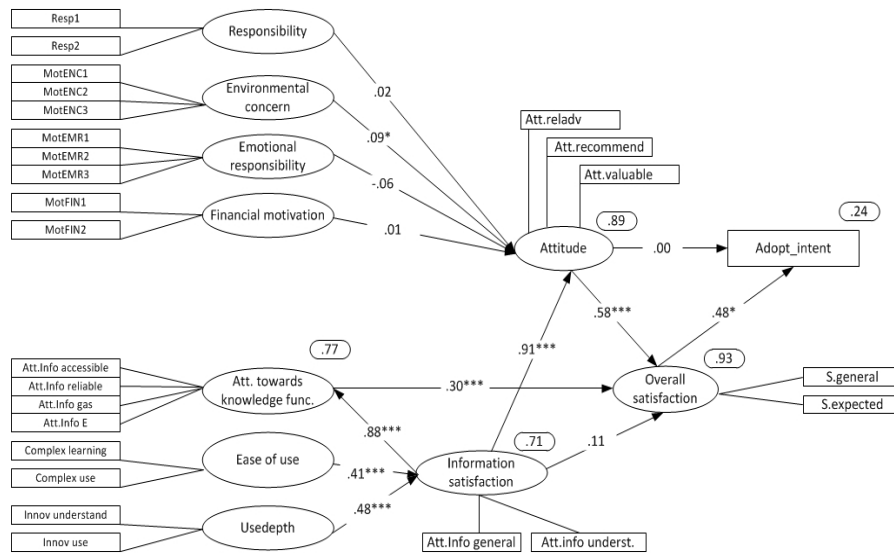 Resp1
Resp2
Responsibility
MotENC1
MotENC2
MotENC3
Environmental
concern
MotEMR1
MotEMR2
MotEMR3
Emotional
responsibility
MotFIN1
MotFIN2
Financial motivation
.02
.09*
-.06
.01
Att.reladv
Att.recommend
Att.valuable
.89
Attitude
.00
.24
Adopt_intent
.58***
.48*
.91***
.93
Overall
satisfaction
S.general
S.expected
.77
Att.Info accessible
Att.Info reliable
Att.Info gas
Att.Info E
Att. towards
knowledge func.
.30***
.88***
Complex learning
Complex use
Ease of use
.41***
.71
Information
satisfaction
.11
Innov understand
Innov use
Usedepth
.48***
Att.Info general
Att.info underst.